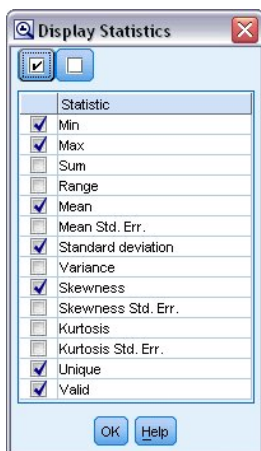 Display Statistics
Statistic
Min
Max
Sum
Range
Mean
Mean Std. Err.
Standard deviation
Variance
Skewness
Skewness Std. Err.
Kurtosis
Kurtosis Std. Err.
Unique
Valid
OK Help